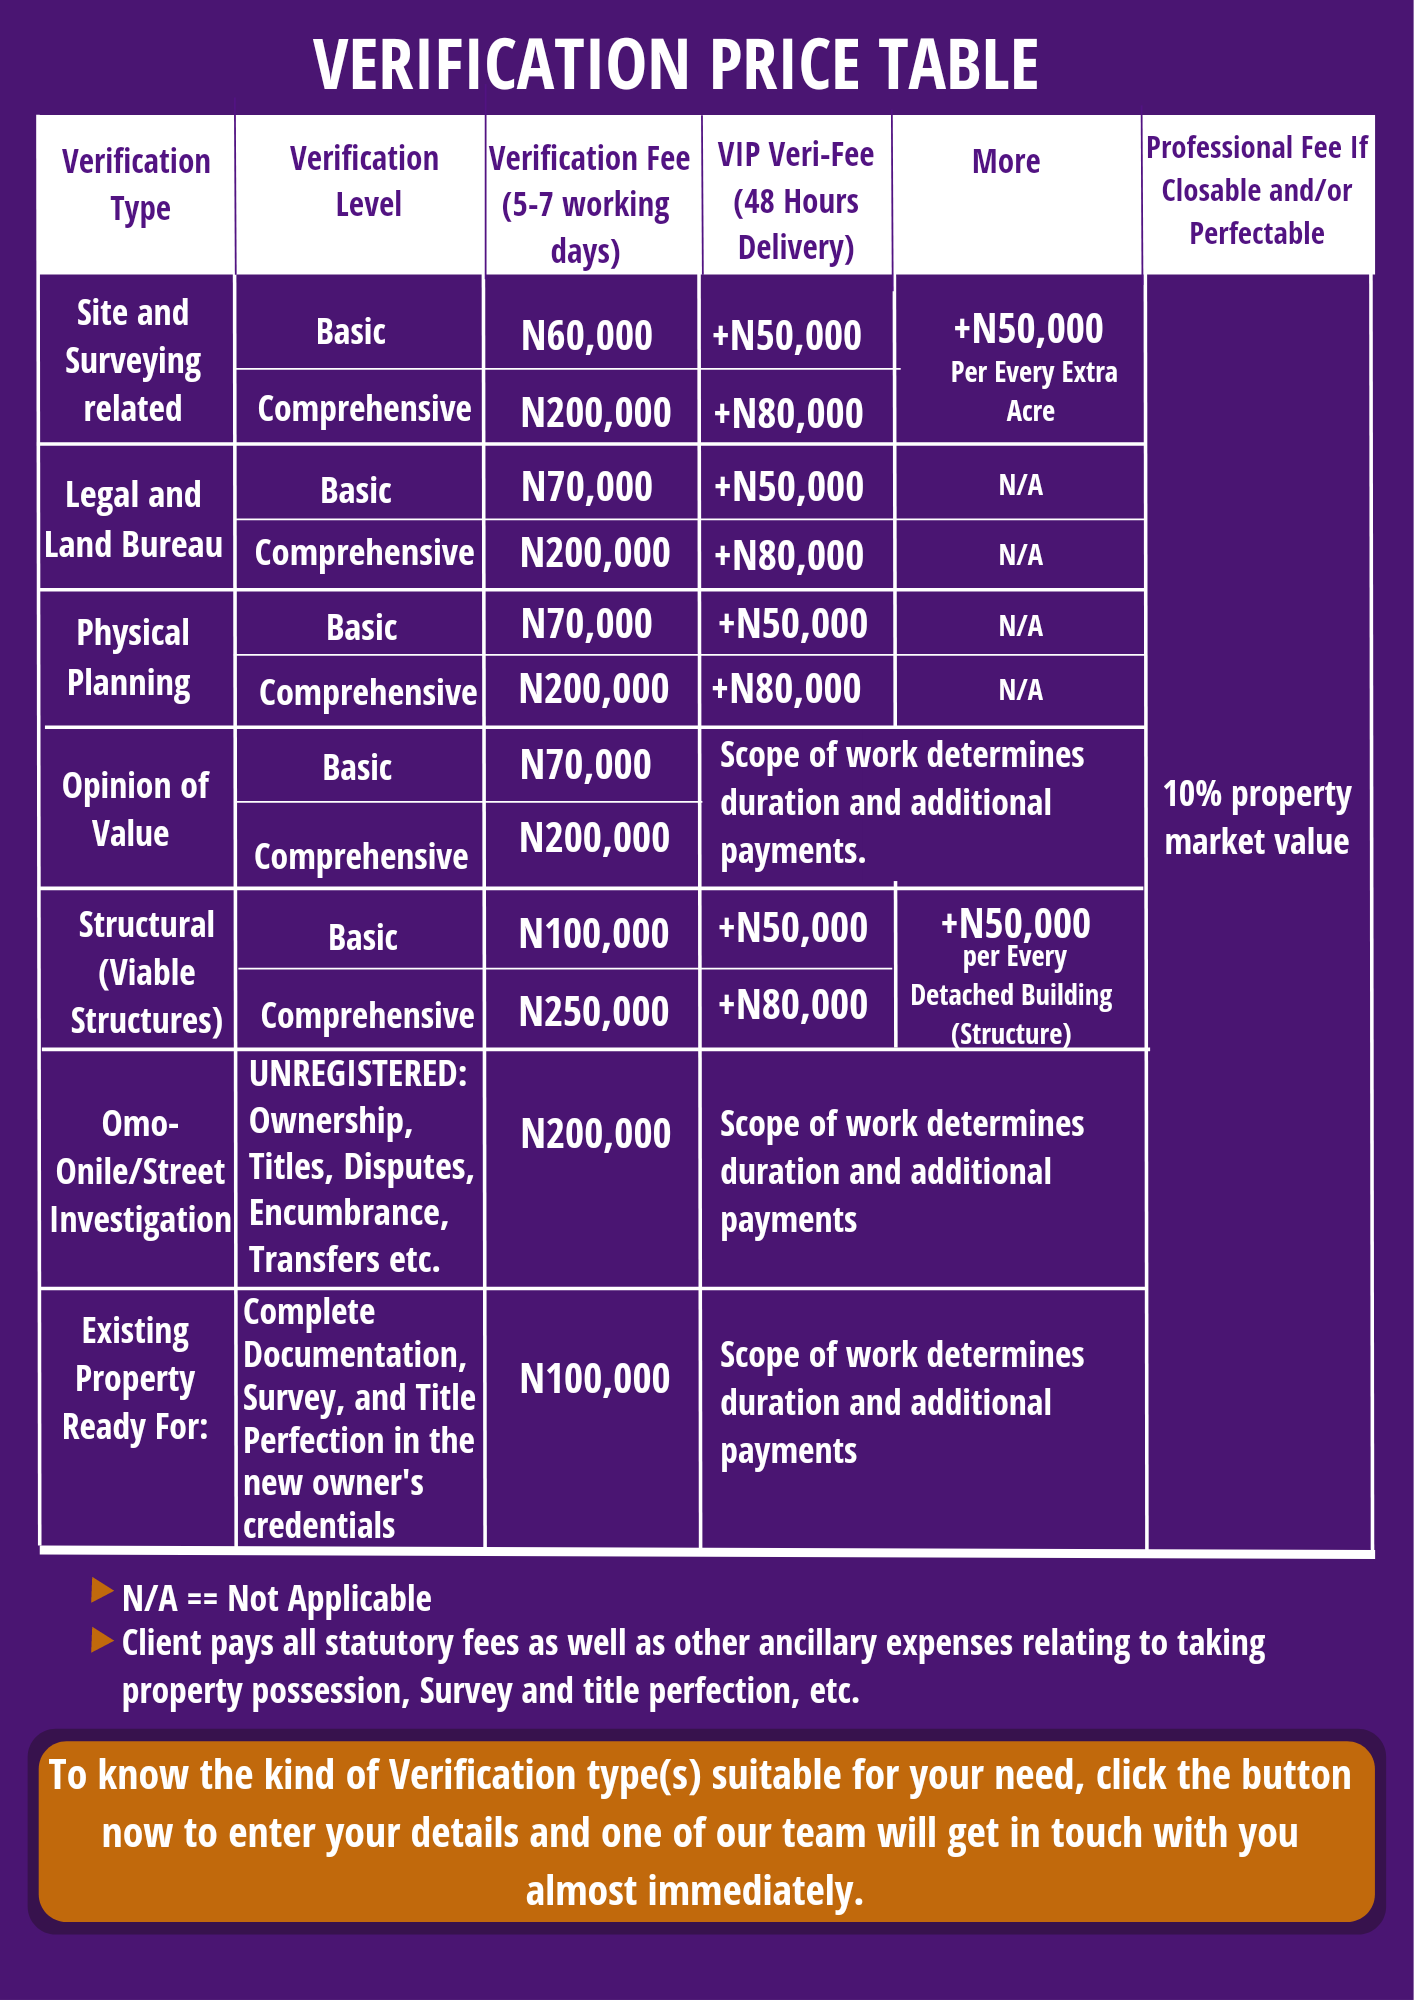 VERIFICATION PRICE TABLE
Verification
Type
Verification
Level
Verification Fee
(5-7 working
days)
VIP Veri-Fee
(48 Hours
Delivery)
More
Professional Fee If
Closable and/or
Perfectable
Site and
Surveying
related
Basic
N60,000
+N50,000
Comprehensive
N200,000
+N80,000
+N50,000
Per Every Extra
Acre
Legal and
Land Bureau
Basic
N70,000
+N50,000
N/A
Comprehensive
N200,000
+N80,000
N/A
Physical
Planning
Basic
N70,000
+N50,000
N/A
Comprehensive
N200,000
+N80,000
N/A
Opinion of
Value
Basic
N70,000
Comprehensive
N200,000
Scope of work determines
duration and additional
payments.
10% property
market value
Structural
(Viable
Structures)
Basic
N100,000
+N50,000
Comprehensive
N250,000
+N80,000
+N50,000
per Every
Detached Building
(Structure)
Omo-
Onile/Street
Investigation
UNREGISTERED:
Ownership,
Titles, Disputes,
Encumbrance,
Transfers etc.
N200,000
Scope of work determines
duration and additional
payments
Existing
Property
Ready For:
Complete
Documentation,
Survey, and Title
Perfection in the
new owner's
credentials
N100,000
Scope of work determines
duration and additional
payments
N/A == Not Applicable
Client pays all statutory fees as well as other ancillary expenses relating to taking
property possession, Survey and title perfection, etc.
To know the kind of Verification type(s) suitable for your need, click the button
now to enter your details and one of our team will get in touch with you
almost immediately.